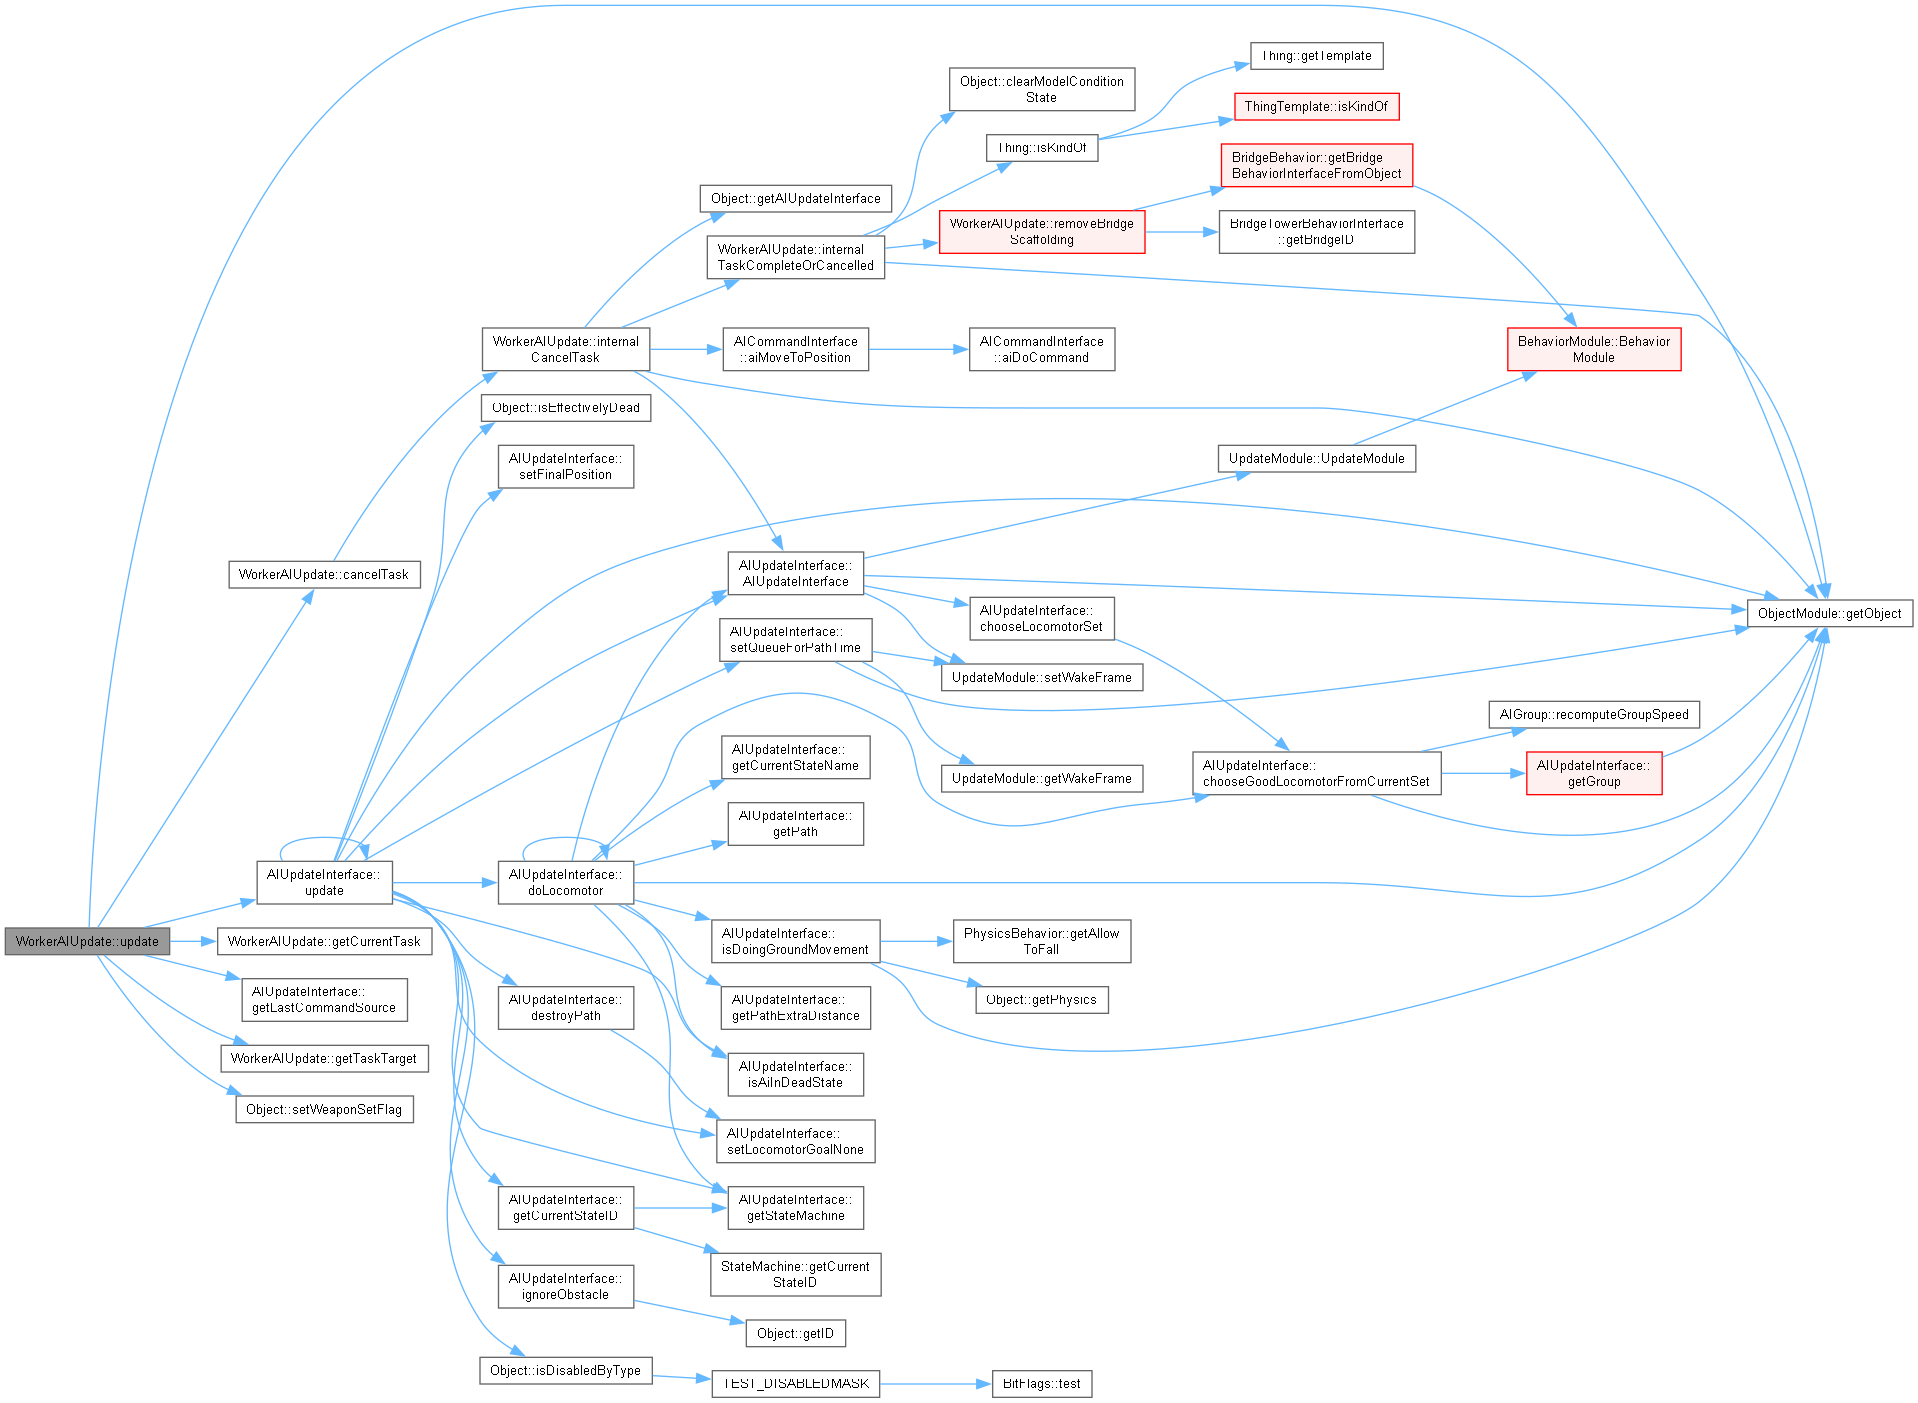 Thing::getTemplate
Object::clearModelCondition
State
ThingTemplate::isKindOf
Thing::isKindOf
BridgeBehavior::getBridge
BehaviorInterfaceFromObject
Object::getAIUpdateInterface
WorkerAIUpdate::removeBridge
Scaffolding
BridgeTowerBehaviorInterface
::getBridgeID
WorkerAIUpdate::internal
TaskCompleteOrCancelled
WorkerAIUpdate::internal
CancelTask
AICommandInterface
::aiMoveToPosition
AICommandInterface
::aiDoCommand
BehaviorModule::Behavior
Module
Object::isEffectivelyDead
AIUpdateInterface::
setFinalPosition
UpdateModule::UpdateModule
WorkerAIUpdate::cancelTask
AIUpdateInterface::
AIUpdateInterface
AIUpdateInterface::
chooseLocomotorSet
ObjectModule::getObject
AIUpdateInterface::
setQueueForPathTime
UpdateModule::setWakeFrame
AIGroup::recomputeGroupSpeed
AIUpdateInterface::
getCurrentStateName
UpdateModule::getWakeFrame
AIUpdateInterface::
chooseGoodLocomotorFromCurrentSet
AIUpdateInterface::
getGroup
AIUpdateInterface::
getPath
AIUpdateInterface::
update
AIUpdateInterface::
doLocomotor
WorkerAIUpdate::update
WorkerAIUpdate::getCurrentTask
AIUpdateInterface::
isDoingGroundMovement
PhysicsBehavior::getAllow
ToFall
AIUpdateInterface::
getLastCommandSource
AIUpdateInterface::
destroyPath
AIUpdateInterface::
getPathExtraDistance
Object::getPhysics
WorkerAIUpdate::getTaskTarget
AIUpdateInterface::
isAiInDeadState
Object::setWeaponSetFlag
AIUpdateInterface::
setLocomotorGoalNone
AIUpdateInterface::
getCurrentStateID
AIUpdateInterface::
getStateMachine
StateMachine::getCurrent
StateID
AIUpdateInterface::
ignoreObstacle
Object::getID
Object::isDisabledByType
TEST_DISABLEDMASK
BitFlags::test